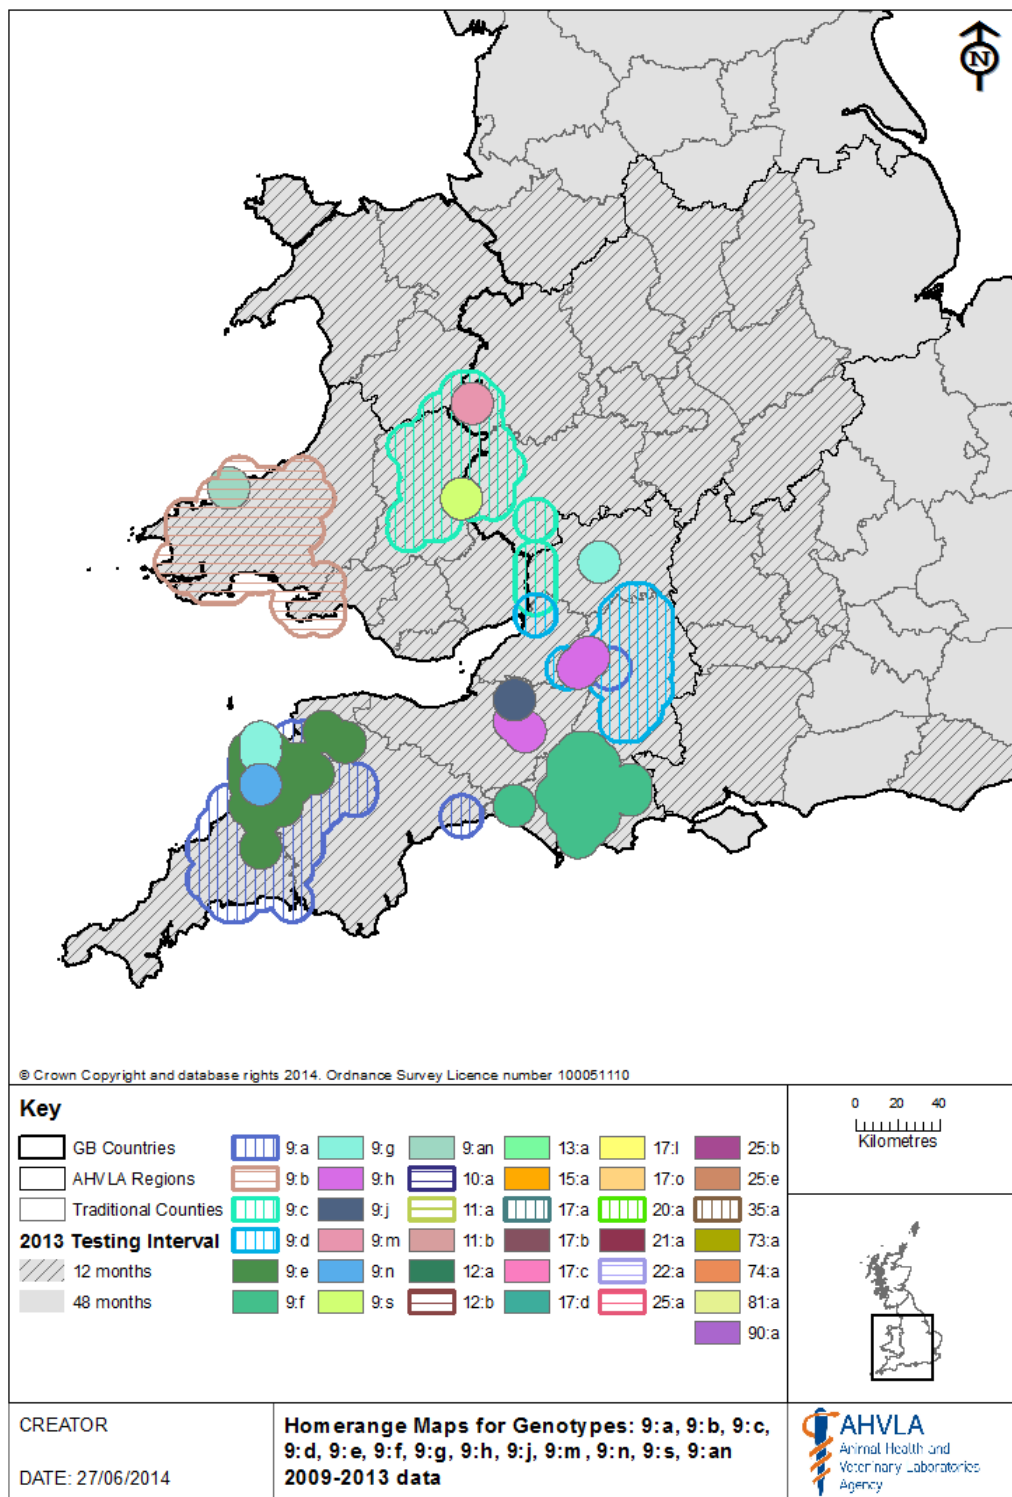 N
© Crown Copyright and database rights 2014. Ordnance Survey Licence number 100051110
Key
GB Countries
AHVLA Regions
Traditional Counties
2013 Testing Interval
12 months
48 months
9:a
9:b
9:c
9:d
9:e
9:f
9:g
9:h
9:j
9:m
9:n
9:s
9:an
10:a
11:a
11:b
12:a
12:b
13:a
15:a
17:a
17:b
17:c
17:d
17:l
17:o
20:a
21:a
22:a
25:a
25:b
25:e
35:a
73:a
74:a
81:a
90:a
0 20 40
Kilometres
CREATOR
DATE: 27/06/2014
Homerange Maps for Genotypes: 9:a, 9:b, 9:c,
9:d, 9:e, 9:f, 9:g, 9:h, 9:j, 9:m, 9:n, 9:s, 9:an
2009-2013 data
AHVLA
Animal Health and
Veterinary Laboratories
Agency